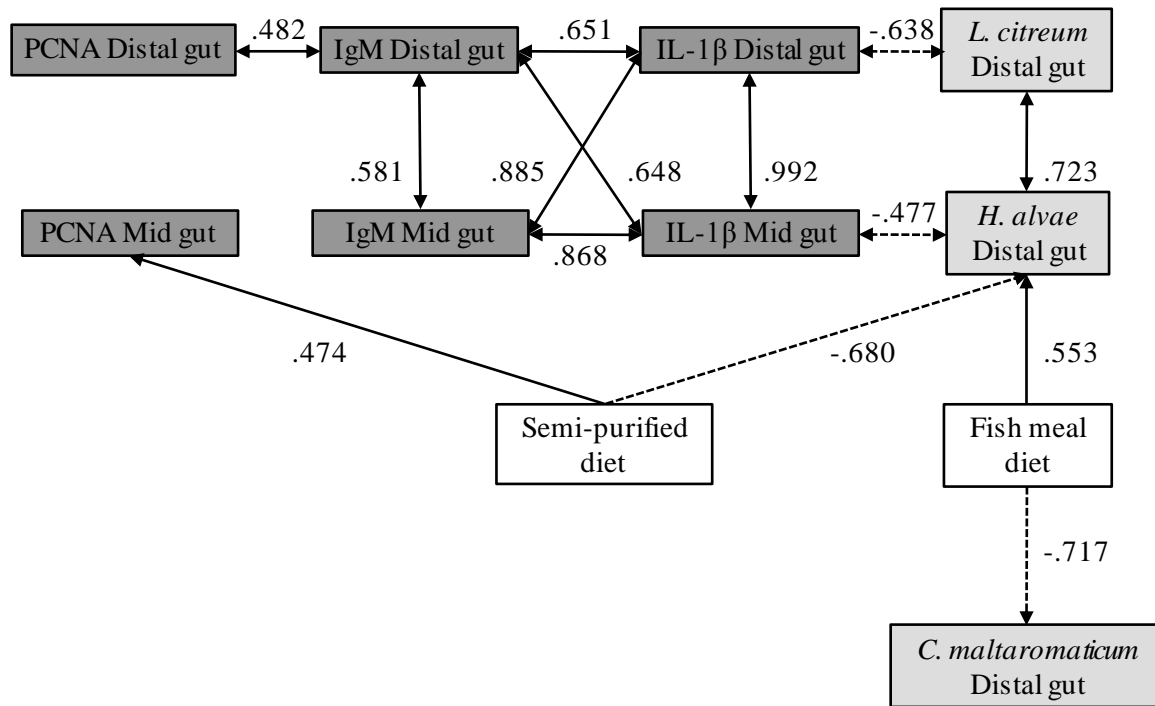 .482
.651
-.638
PCNA Distal gut
IgM Distal gut
IL-1β Distal gut
L. citreum
Distal gut
.581
.885
.648
.992
.723
PCNA Mid gut
IgM Mid gut
IL-1β Mid gut
-.477
H. alvae
Distal gut
.868
.474
-.680
.553
Semi-purified
diet
Fish meal
diet
-.717
C. maltaromaticum
Distal gut